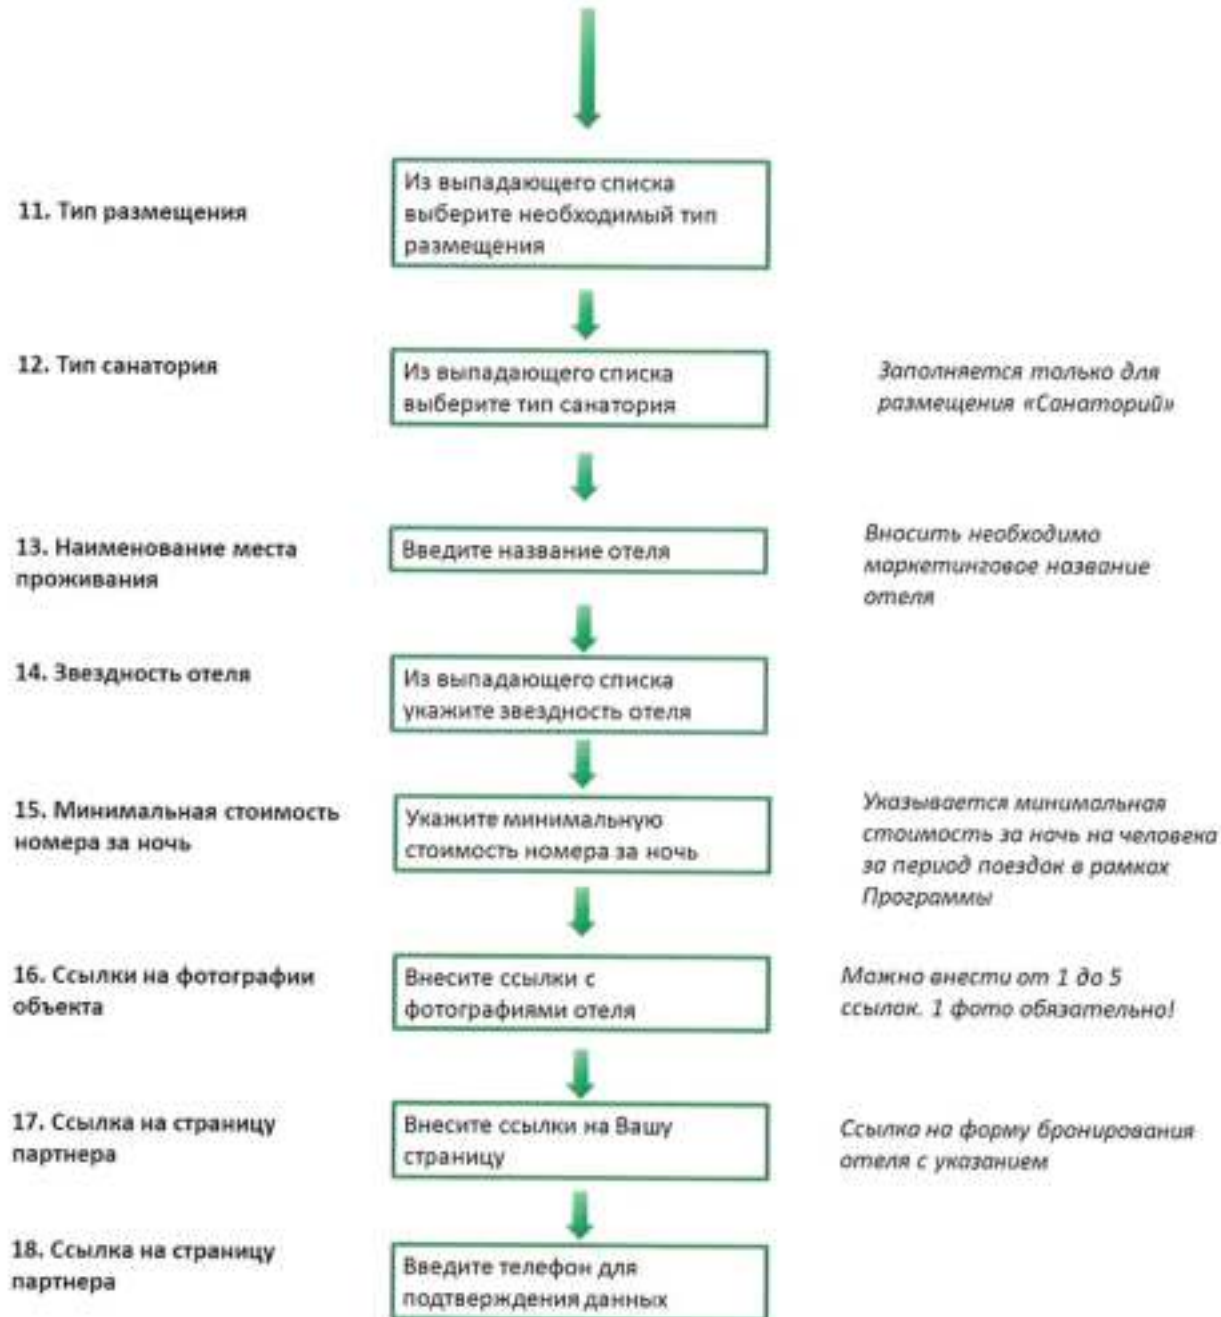 11. Тип размещения
Из выпадающего списка
выберите необходимый тип
размещения
12. Тип санатория
Из выпадающего списка
выберите тип санатория
Заполняется только для
размещения «Санаторий»
13. Наименование места
проживания
Введите название отеля
Вносить необходимо
маркетинговое название
отеля
14. Звездность отеля
Из выпадающего списка
укажите звездность отеля
15. Минимальная стоимость
номера за ночь
Укажите минимальную
стоимость номера за ночь
Указывается минимальная
стоимость за ночь на человека
за период поездок в рамках
Программы
16. Ссылки на фотографии
объекта
Внесите ссылки с
фотографиями отеля
Можно внести от 1 до 5
ссылок. 1 фото обязательно!
17. Ссылка на страницу
партнера
Внесите ссылки на Вашу
страницу
Ссылка на форму бронирования
отеля с указанием
18. Ссылка на страницу
партнера
Введите телефон для
подтверждения данных